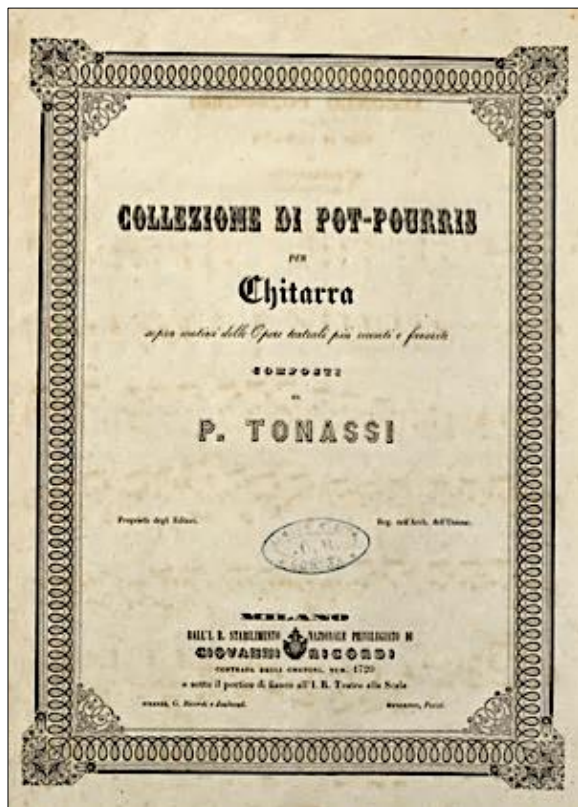 COLLEZIONE DI POT-POURRIS
PER
Chitarra
sopra motivi delle Opere teatrali più recenti e favorite
COMPOSTI
DA
P. TONASSI
Proprietà degli Editori.
Reg. nell'Arch. dell'Unione.
MILANO
DALL'I. R. STABILIMENTO NAZIONALE PRIVILEGIATO DI
GIOVANNI RICORDI
CONTRADA DEGLI OMENONI, NUM. 1720
e sotto il portico di fianco all'I. R. Teatro alla Scala
FIRENZE, G. Ricordi e
MENDRISIO, Pozzi.